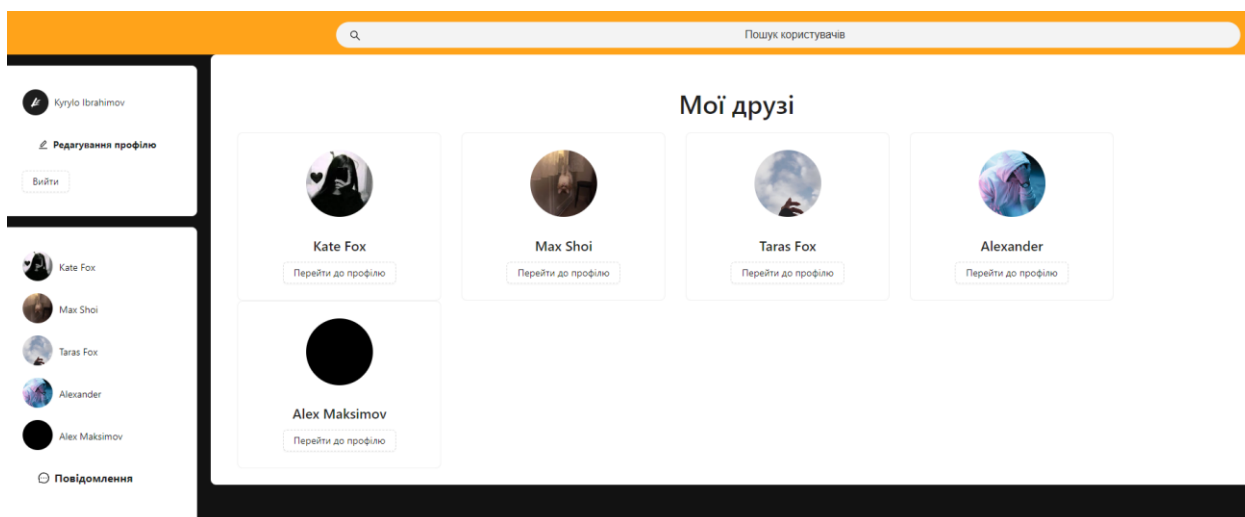 Пошук користувачів
Kyrylo Ibrahimov
Редагування профілю
Вийти
Kate Fox
Max Shoi
Taras Fox
Alexander
Alex Maksimov
Повідомлення
Мої друзі
Kate Fox
Перейти до профілю
Max Shoi
Перейти до профілю
Taras Fox
Перейти до профілю
Alexander
Перейти до профілю
Alex Maksimov
Перейти до профілю